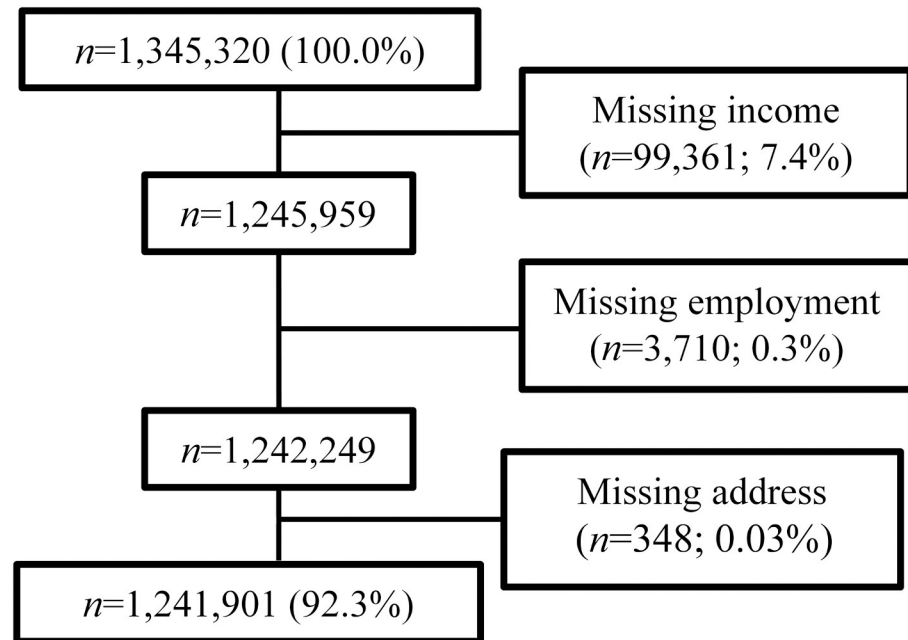 n=1,345,320 (100.0%)
Missing income
(n=99,361; 7.4%)
n=1,245,959
Missing employment
(n=3,710; 0.3%)
n=1,242,249
Missing address
(n=348; 0.03%)
n=1,241,901 (92.3%)